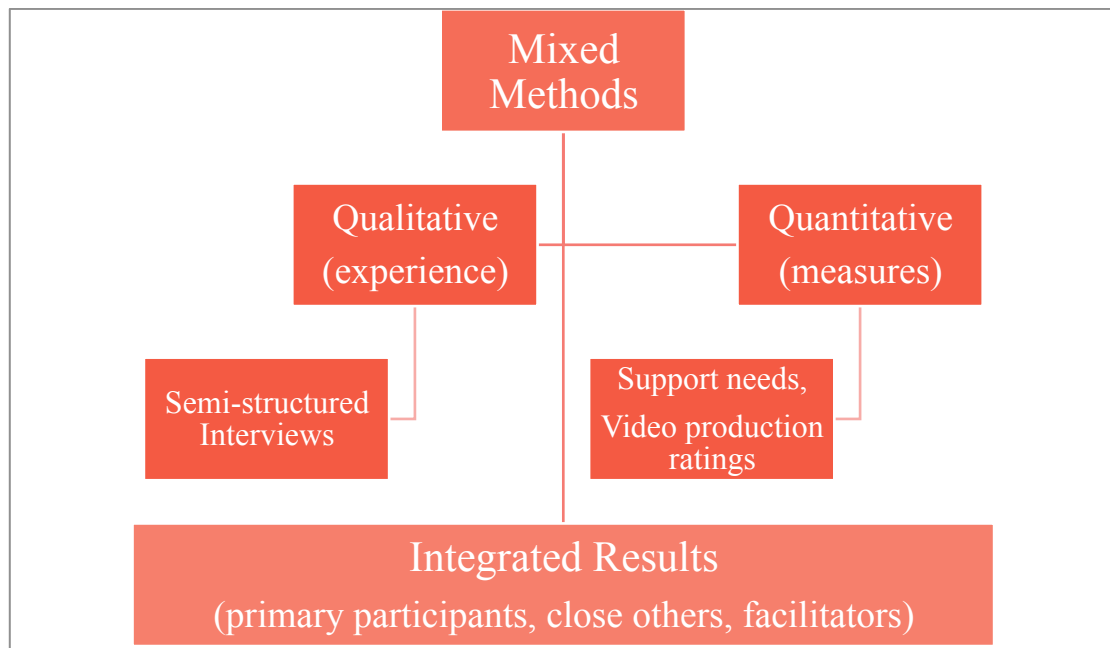 Mixed
Methods
Qualitative
(experience)
Quantitative
(measures)
Semi-structured
Interviews
Support needs,
Video production
ratings
Integrated Results
(primary participants, close others, facilitators)